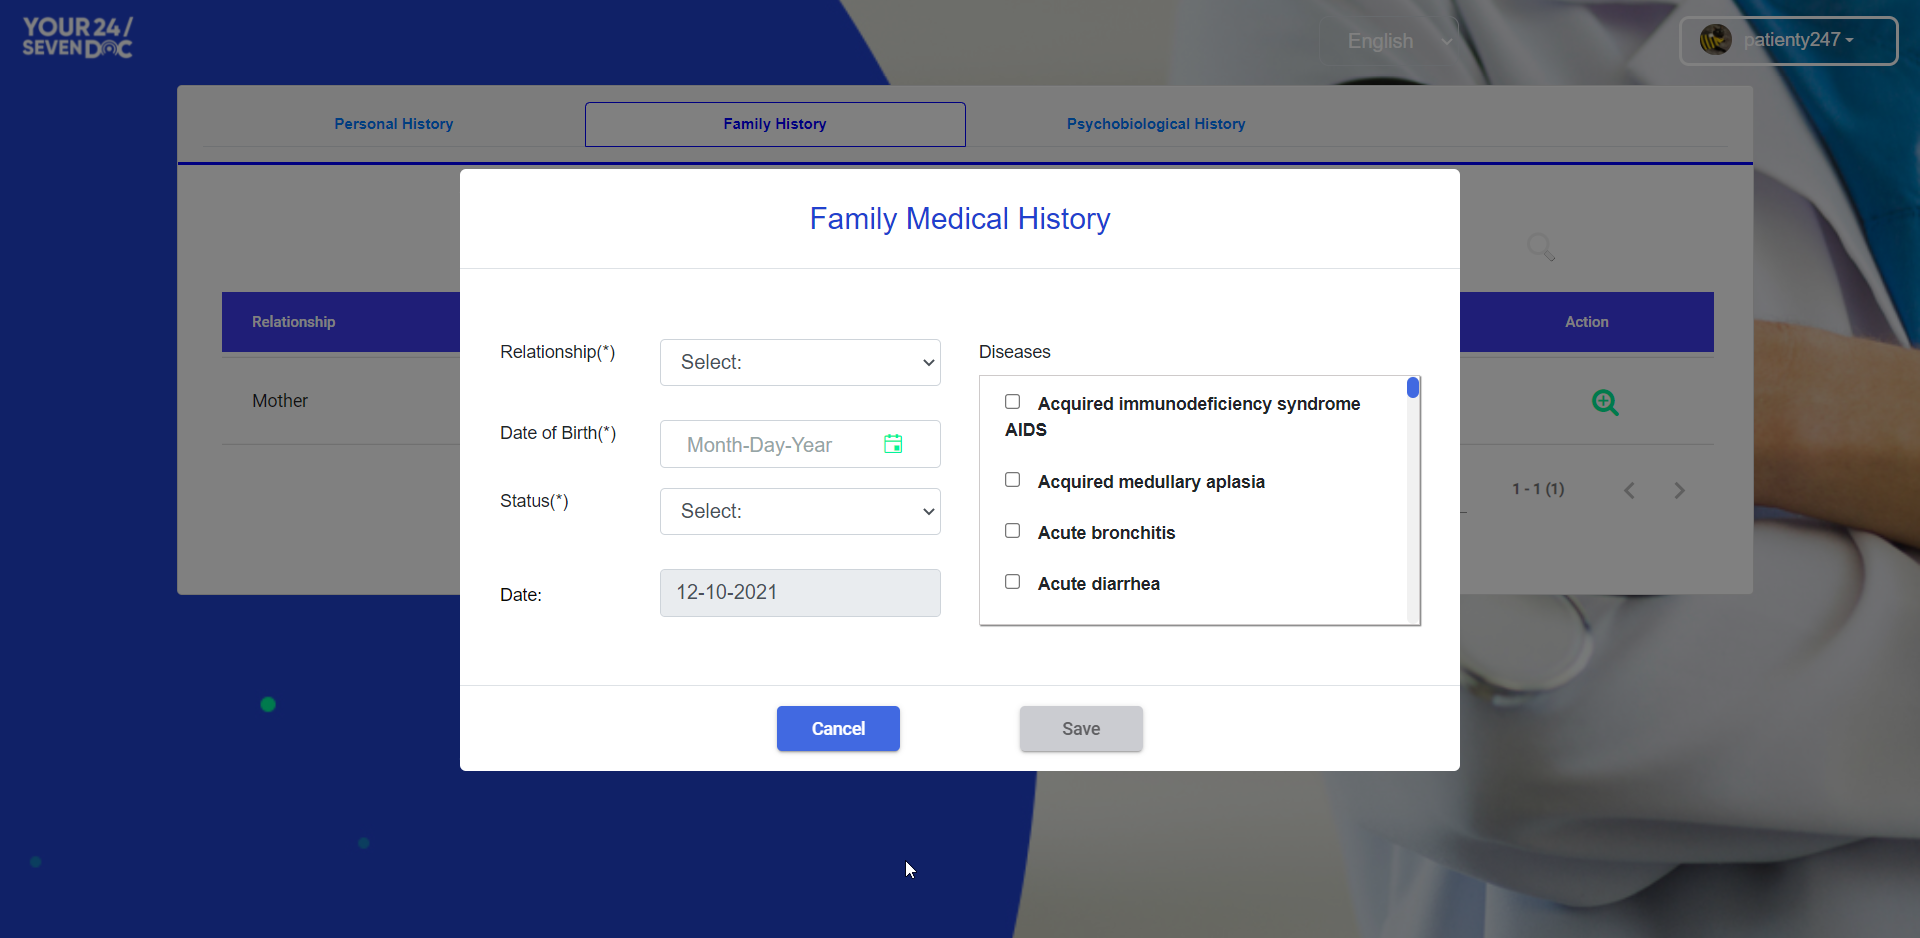 YOUR 24/
SEVEN DOC
English
patienty247
Personal History
Family History
Psychobiological History
Family Medical History
Relationship
Action
Relationship(*)
Select:
Diseases
Acquired immunodeficiency syndrome
AIDS
Mother
Date of Birth(*)
Month-Day-Year
Acquired medullary aplasia
Status(*)
Select:
1 - 1 (1)
Acute bronchitis
Date:
12-10-2021
Acute diarrhea
Cancel
Save